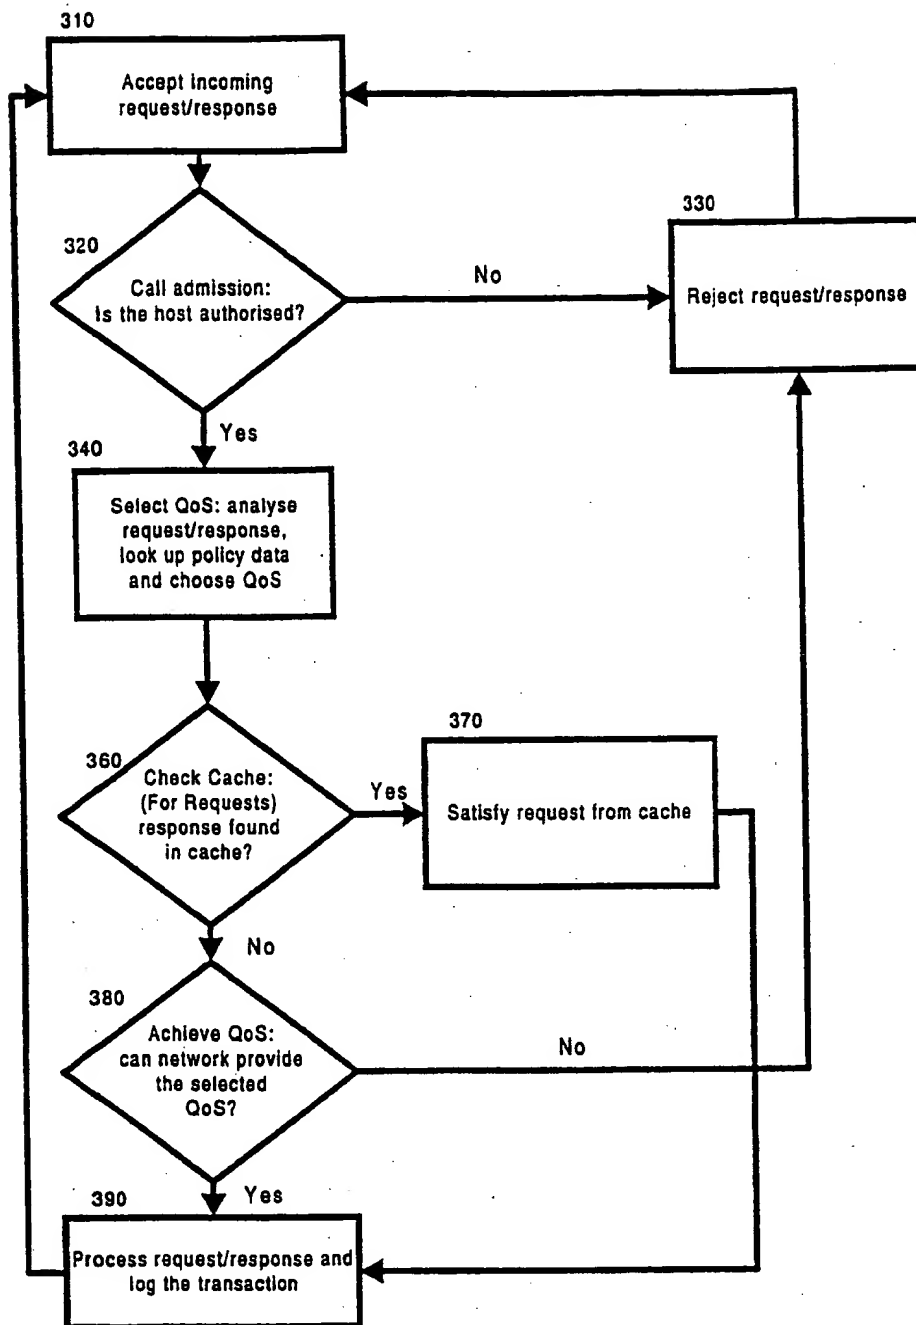 310
Accept incoming
request/response
330
320
No
Call admission:
Is the host authorised?
Reject request/response
Yes
340
Select QoS: analyse
request/response,
look up policy data
and choose QoS
370
360
Check Cache:
(For Requests)
response found
in cache?
Yes
Satisfy request from cache
No
380
Achieve QoS:
can network provide
the selected
QoS?
No
Yes
390
Process request/response and
log the transaction